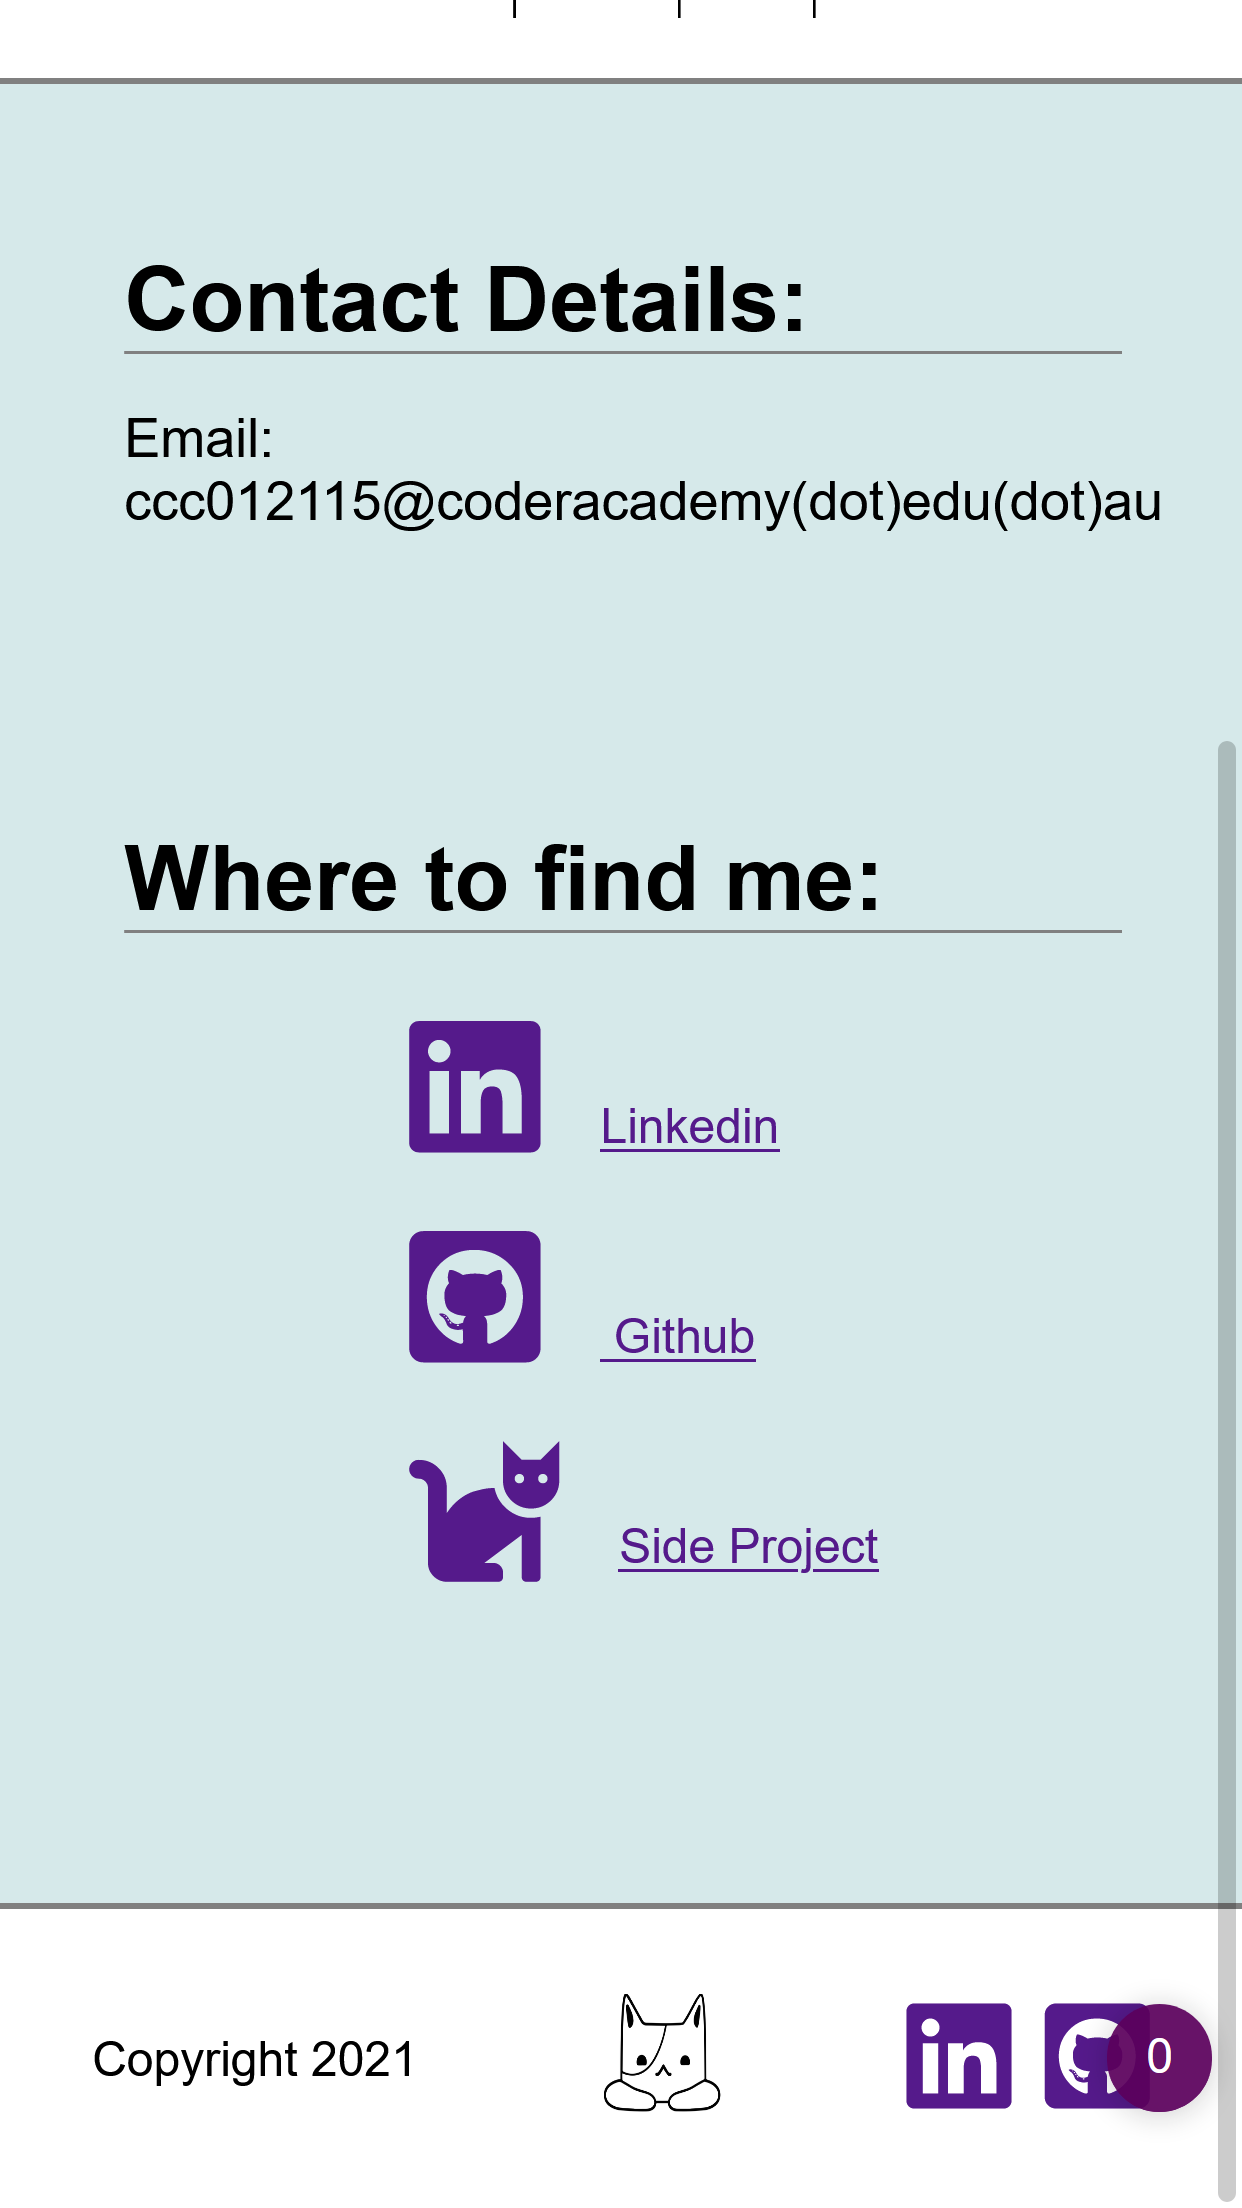 Contact Details:
Email:
ccc012115@coderacademy(dot)edu(dot)au
Where to find me:
in
Linkedin
Github
Side Project
Copyright 2021
in
0